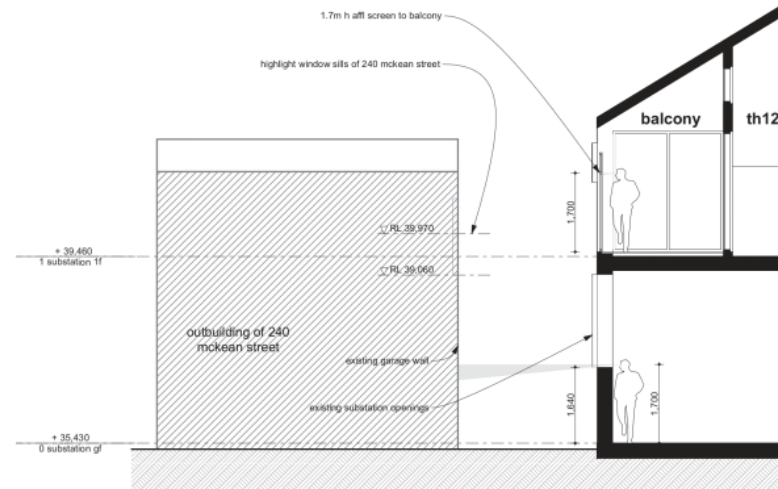 1.7m h affl screen to balcony
highlight window sills of 240 mckean street
balcony
th12
1,700
RL 39,970
+ 39,460
1 substation 1f
RL 39,060
outbuilding of 240
mckean street
existing garage wall
existing substation openings
1,640
1,700
+ 35,430
0 substation gf